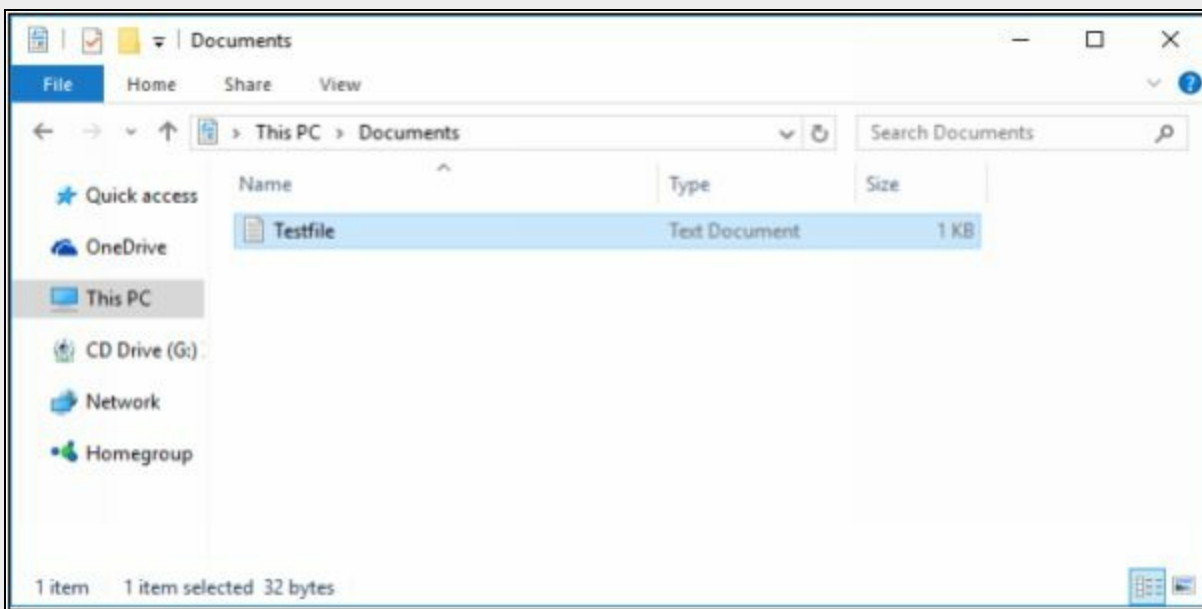 Documents
File Home Share View
This PC > Documents Search Documents
Quick access
OneDrive
This PC
CD Drive (G:)
Network
Homegroup
Name Type Size
Testfile Text Document 1 KB
1 item 1 item selected 32 bytes